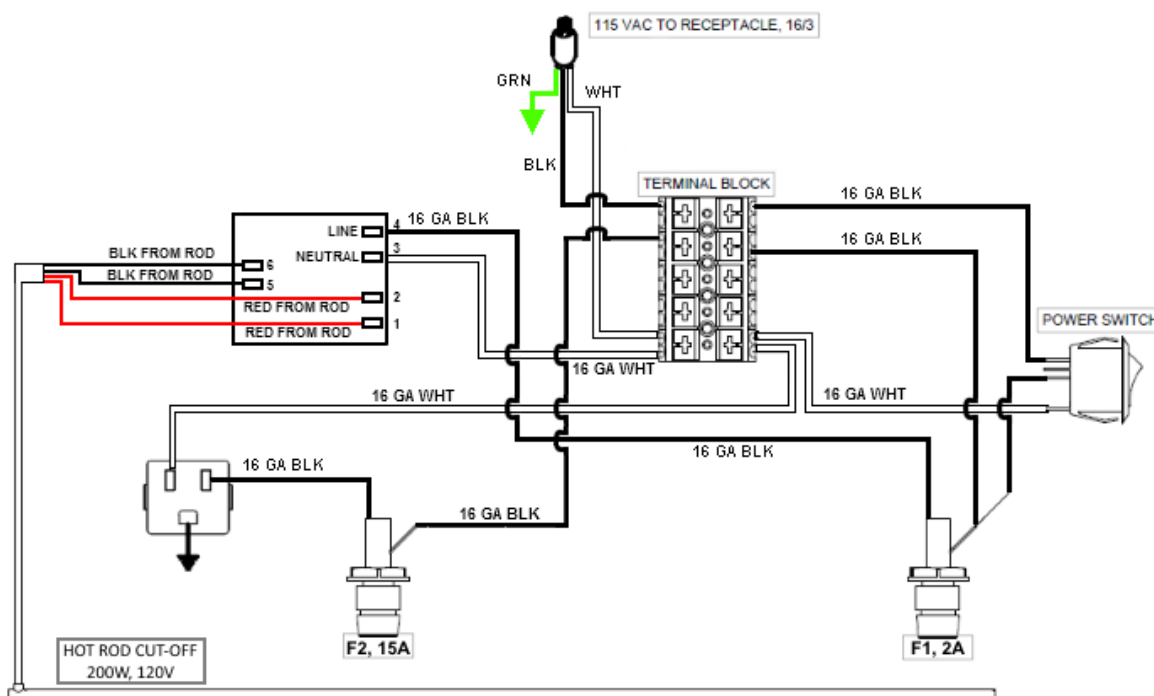 115 VAC TO RECEPTACLE, 16/3
GRN
WHT
BLK
TERMINAL BLOCK
16 GA BLK
16 GA BLK
16 GA BLK
LINE
4
NEUTRAL
3
BLK FROM ROD
6
BLK FROM ROD
5
RED FROM ROD
2
RED FROM ROD
1
POWER SWITCH
16 GA WHT
16 GA WHT
16 GA WHT
16 GA BLK
16 GA BLK
16 GA BLK
F2, 15A
F1, 2A
HOT ROD CUT-OFF
200W, 120V